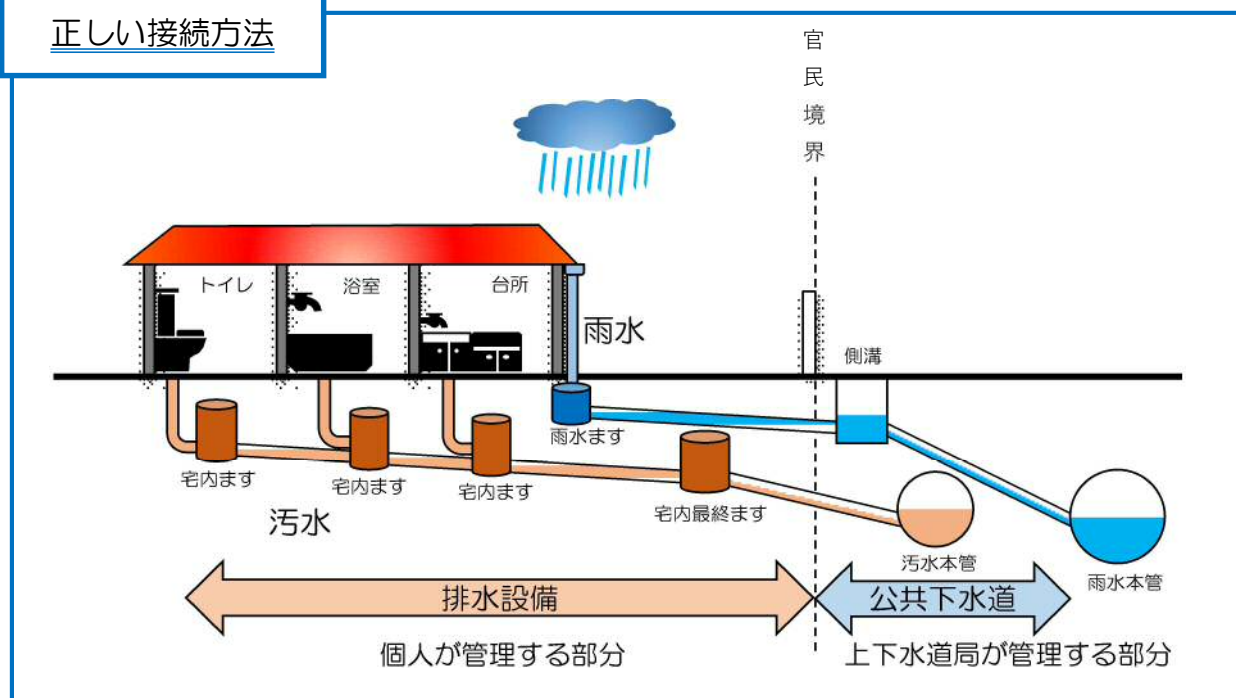 正しい接続方法
官民境界
トイレ
浴室
台所
雨水
側溝
雨水ます
宅内ます
宅内ます
宅内ます
宅内最終ます
汚水
汚水本管
雨水本管
排水設備
公共下水道
個人が管理する部分
上下水道局が管理する部分